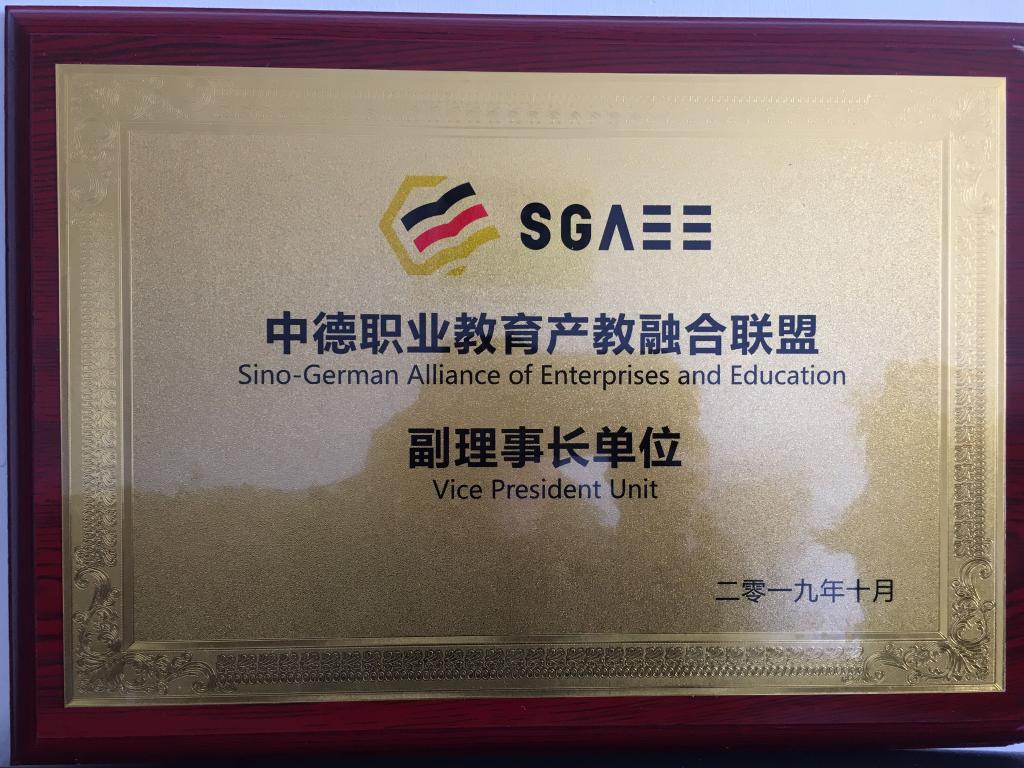 SGAEE
中德职业教育产教融合联盟
Sino-German Alliance of Enterprises and Education
副理事长单位
Vice President Unit
二零一九年十月